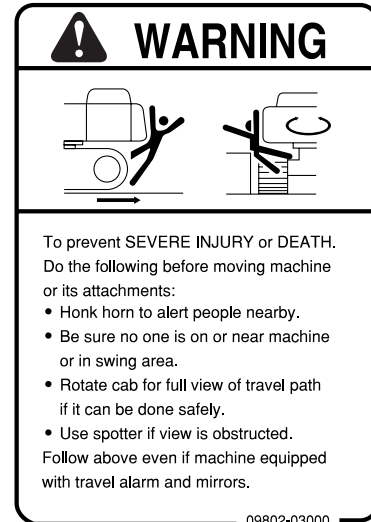 WARNING
To prevent SEVERE INJURY or DEATH.
Do the following before moving machine
or its attachments:
• Honk horn to alert people nearby.
• Be sure no one is on or near machine
or in swing area.
• Rotate cab for full view of travel path
if it can be done safely.
• Use spotter if view is obstructed.
Follow above even if machine equipped
with travel alarm and mirrors.
09802-03000